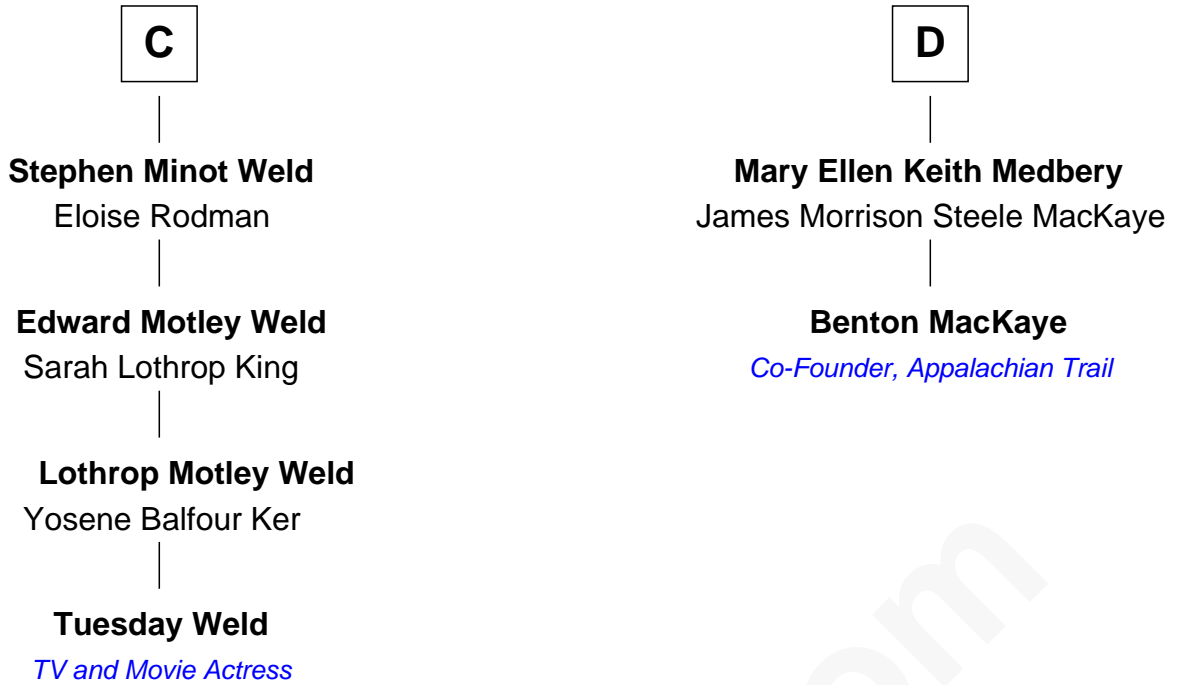 C
Stephen Minot Weld
Eloise Rodman
Edward Motley Weld
Sarah Lothrop King
Lothrop Motley Weld
Yosene Balfour Ker
Tuesday Weld
TV and Movie Actress
D
Mary Ellen Keith Medbery
James Morrison Steele MacKaye
Benton MacKaye
Co-Founder, Appalachian Trail
om